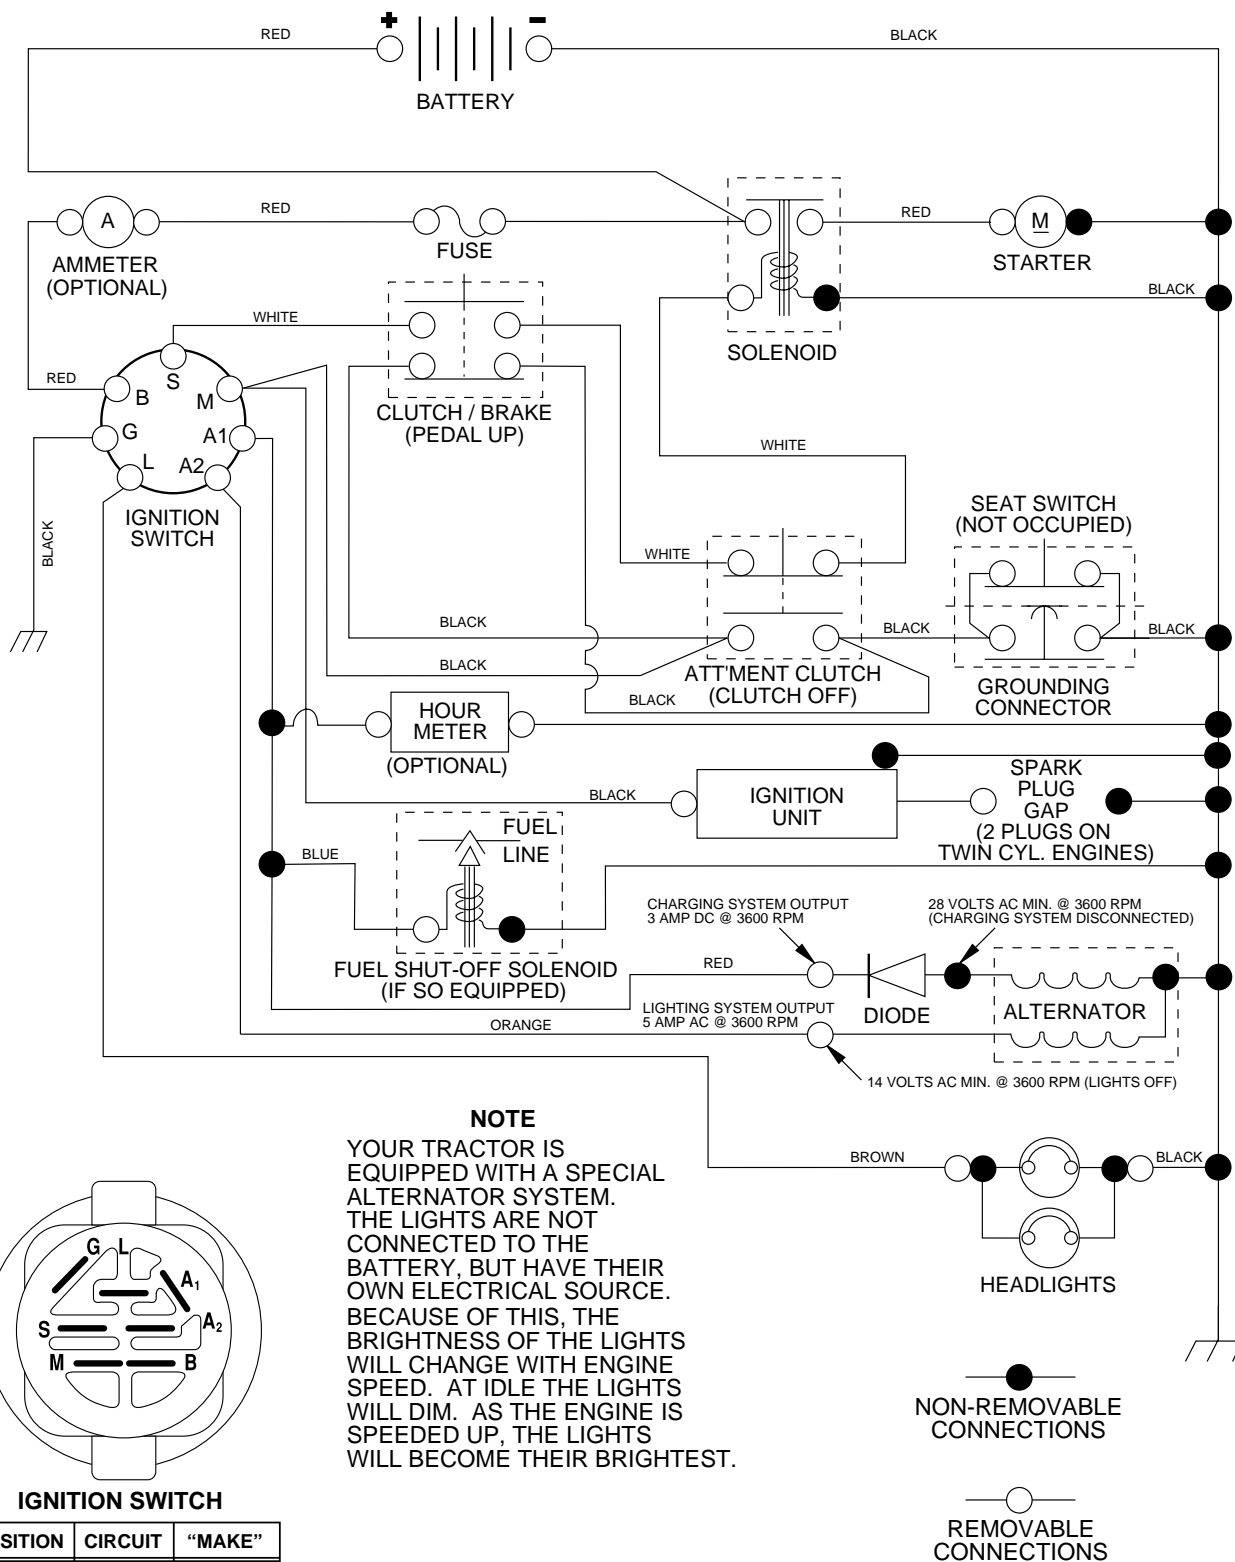 + -
RED
BLACK
BATTERY
A
RED
FUSE
RED
M
STARTER
AMMETER
(OPTIONAL)
BLACK
WHITE
SOLENOID
RED
S
B
M
G
A1
L
A2
CLUTCH / BRAKE
(PEDAL UP)
WHITE
IGNITION
SWITCH
BLACK
SEAT SWITCH
(NOT OCCUPIED)
WHITE
BLACK
BLACK
BLACK
BLACK
ATT'MENT CLUTCH
(CLUTCH OFF)
BLACK
GROUNDING
CONNECTOR
HOUR
METER
(OPTIONAL)
BLACK
IGNITION
UNIT
SPARK
PLUG
GAP
(2 PLUGS ON
TWIN CYL. ENGINES)
FUEL
LINE
BLUE
FUEL SHUT-OFF SOLENOID
(IF SO EQUIPPED)
CHARGING SYSTEM OUTPUT
3 AMP DC @ 3600 RPM
28 VOLTS AC MIN. @ 3600 RPM
(CHARGING SYSTEM DISCONNECTED)
RED
DIODE
ALTERNATOR
LIGHTING SYSTEM OUTPUT
5 AMP AC @ 3600 RPM
ORANGE
14 VOLTS AC MIN. @ 3600 RPM (LIGHTS OFF)
NOTE
YOUR TRACTOR IS
EQUIPPED WITH A SPECIAL
ALTERNATOR SYSTEM.
THE LIGHTS ARE NOT
CONNECTED TO THE
BATTERY, BUT HAVE THEIR
OWN ELECTRICAL SOURCE.
BECAUSE OF THIS, THE
BRIGHTNESS OF THE LIGHTS
WILL CHANGE WITH ENGINE
SPEED. AT IDLE THE LIGHTS
WILL DIM. AS THE ENGINE IS
SPEEDED UP, THE LIGHTS
WILL BECOME THEIR BRIGHTEST.
BROWN
BLACK
HEADLIGHTS
G L
A1
A2
S
M
B
IGNITION SWITCH
SITION CIRCUIT “MAKE”
NON-REMOVABLE
CONNECTIONS
REMOVABLE
CONNECTIONS